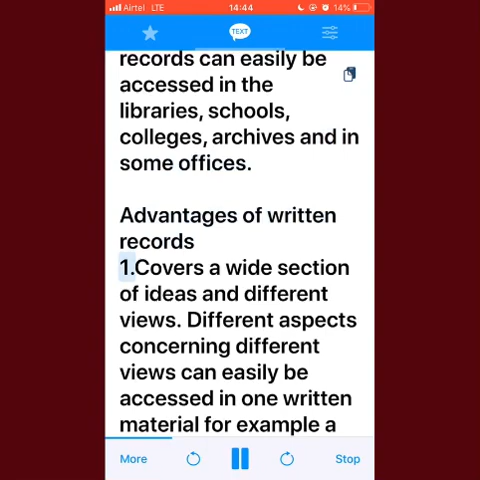 Airtel LTE 14:44 14%
TEXT
records can easily be
accessed in the
libraries, schools,
colleges, archives and in
some offices.
Advantages of written
records
1.Covers a wide section
of ideas and different
views. Different aspects
concerning different
views can easily be
accessed in one written
material for example a
More Stop